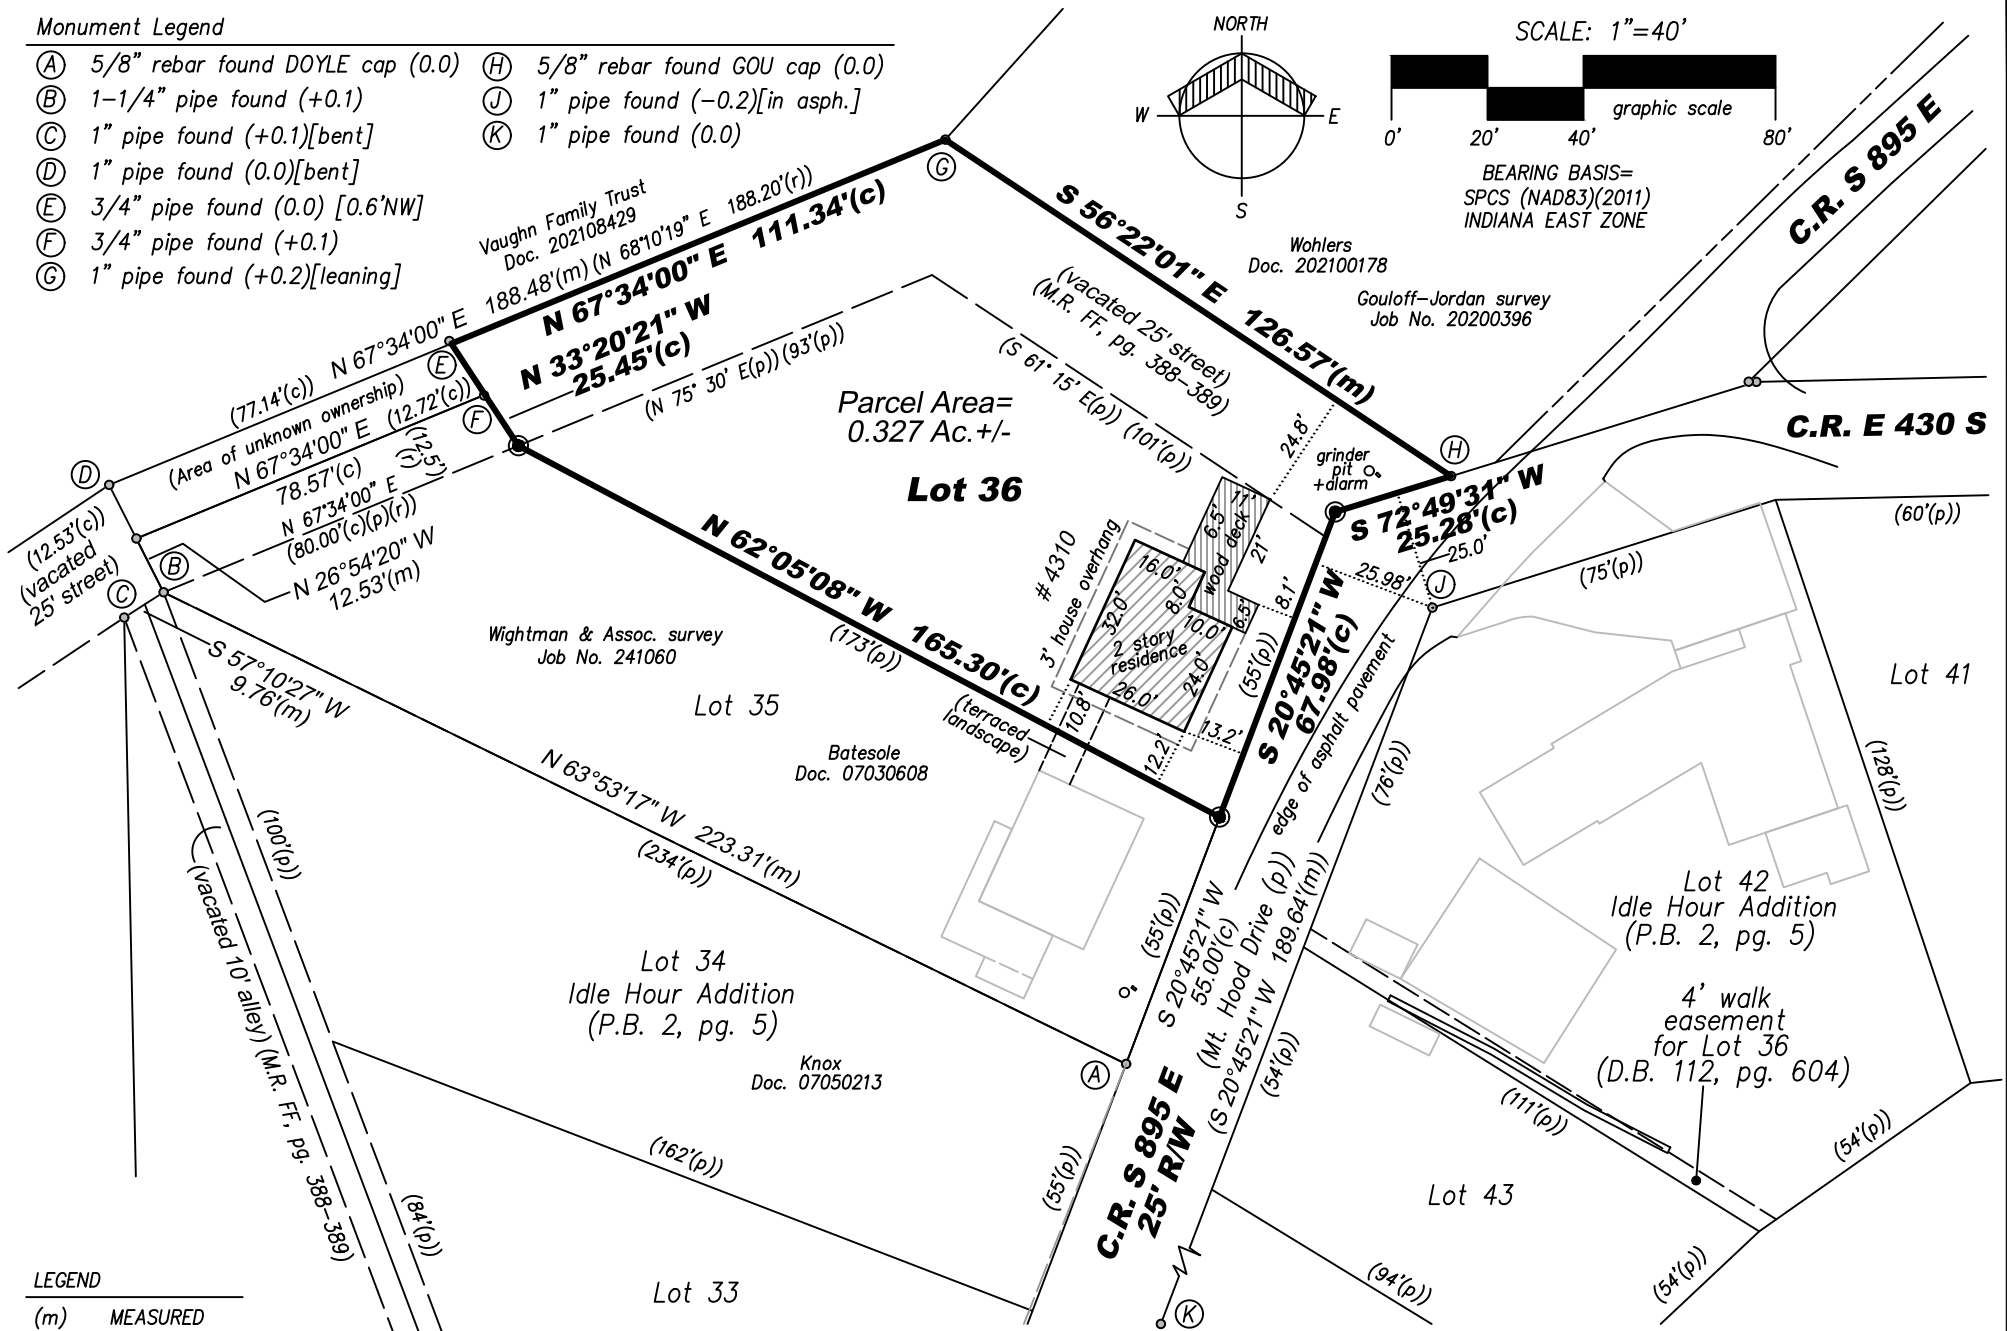 Monument Legend
(A) 5/8" rebar found DOYLE cap (0.0)
(B) 1-1/4" pipe found (+0.1)
(C) 1" pipe found (+0.1)[bent]
(D) 1" pipe found (0.0)[bent]
(E) 3/4" pipe found (0.0) [0.6'NW]
(F) 3/4" pipe found (+0.1)
(G) 1" pipe found (+0.2)[leaning]
(H) 5/8" rebar found GOU cap (0.0)
(J) 1" pipe found (-0.2)[in asph.]
(K) 1" pipe found (0.0)
NORTH
W
E
S
SCALE: 1"=40'
graphic scale
0' 20' 40' 80'
BEARING BASIS=
SPCS (NAD83)(2011)
INDIANA EAST ZONE
C.R. S 895 E
Vaughn Family Trust
Doc. 202108429
188.48'(m) (N 68°10'19" E 188.20'(r))
N 67°34'00" E 111.34'(c)
N 33°20'21" W
25.45'(c)
G
S 56°22'01" E 126.57'(m)
Wohlers
Doc. 202100178
Gouloff-Jordan survey
Job No. 20200396
(vacated 25' street)
(M.R. FF, pg. 388-389)
(S 61° 15' E(p)) (101'(p))
(N 75° 30' E(p)) (93'(p))
(77.14'(c)) N 67°34'00" E
E
F
D
(Area of unknown ownership)
N 67°34'00" E (12.72'(c))
78.57'(c)
(12.5'
(r))
N 67°34'00" E
(80.00'(c)(p)(r))
N 26°54'20" W
12.53'(m)
(12.53'(c))
(vacated
25' street)
B
C
S 57°10'27" W
9.76'(m)
Parcel Area=
0.327 Ac.+/-
Lot 36
24.8'
grinder
pit
+alarm
H
C.R. E 430 S
S 72°49'31" W
25.28'(c)
25.0'
25.98'
J
(75'(p))
(60'(p))
N 62°05'08" W 165.30'(c)
(173'(p))
#4310
3' house overhang
11'
6.5'
wood deck
21'
16.0'
8.0'
32.0'
10.0'
6.5'
8.1'
2 story
residence
24.0'
26.0'
10.8'
12.2'
13.2'
(55'(p))
S 20°45'21" W
67.98'(c)
edge of asphalt pavement
(terraced
landscape)
Wightman & Assoc. survey
Job No. 241060
Lot 35
Batesole
Doc. 07030608
N 63°53'17" W 223.31'(m)
(234'(p))
(100'(p))
(vacated 10' alley) (M.R. FF, pg. 388-389)
Lot 34
Idle Hour Addition
(P.B. 2, pg. 5)
Knox
Doc. 07050213
(55'(p))
S 20°45'21" W
55.00'(c)
(Mt. Hood Drive (p))
(S 20°45'21" W 189.64'(m))
(76'(p))
(54'(p))
A
C.R. S 895 E
25' R/W
(55'(p))
(162'(p))
(84'(p))
Lot 33
K
Lot 41
(128'(p))
Lot 42
Idle Hour Addition
(P.B. 2, pg. 5)
4' walk
easement
for Lot 36
(D.B. 112, pg. 604)
(111'(p))
(54'(p))
Lot 43
(94'(p))
(54'(p))
LEGEND
(m) MEASURED